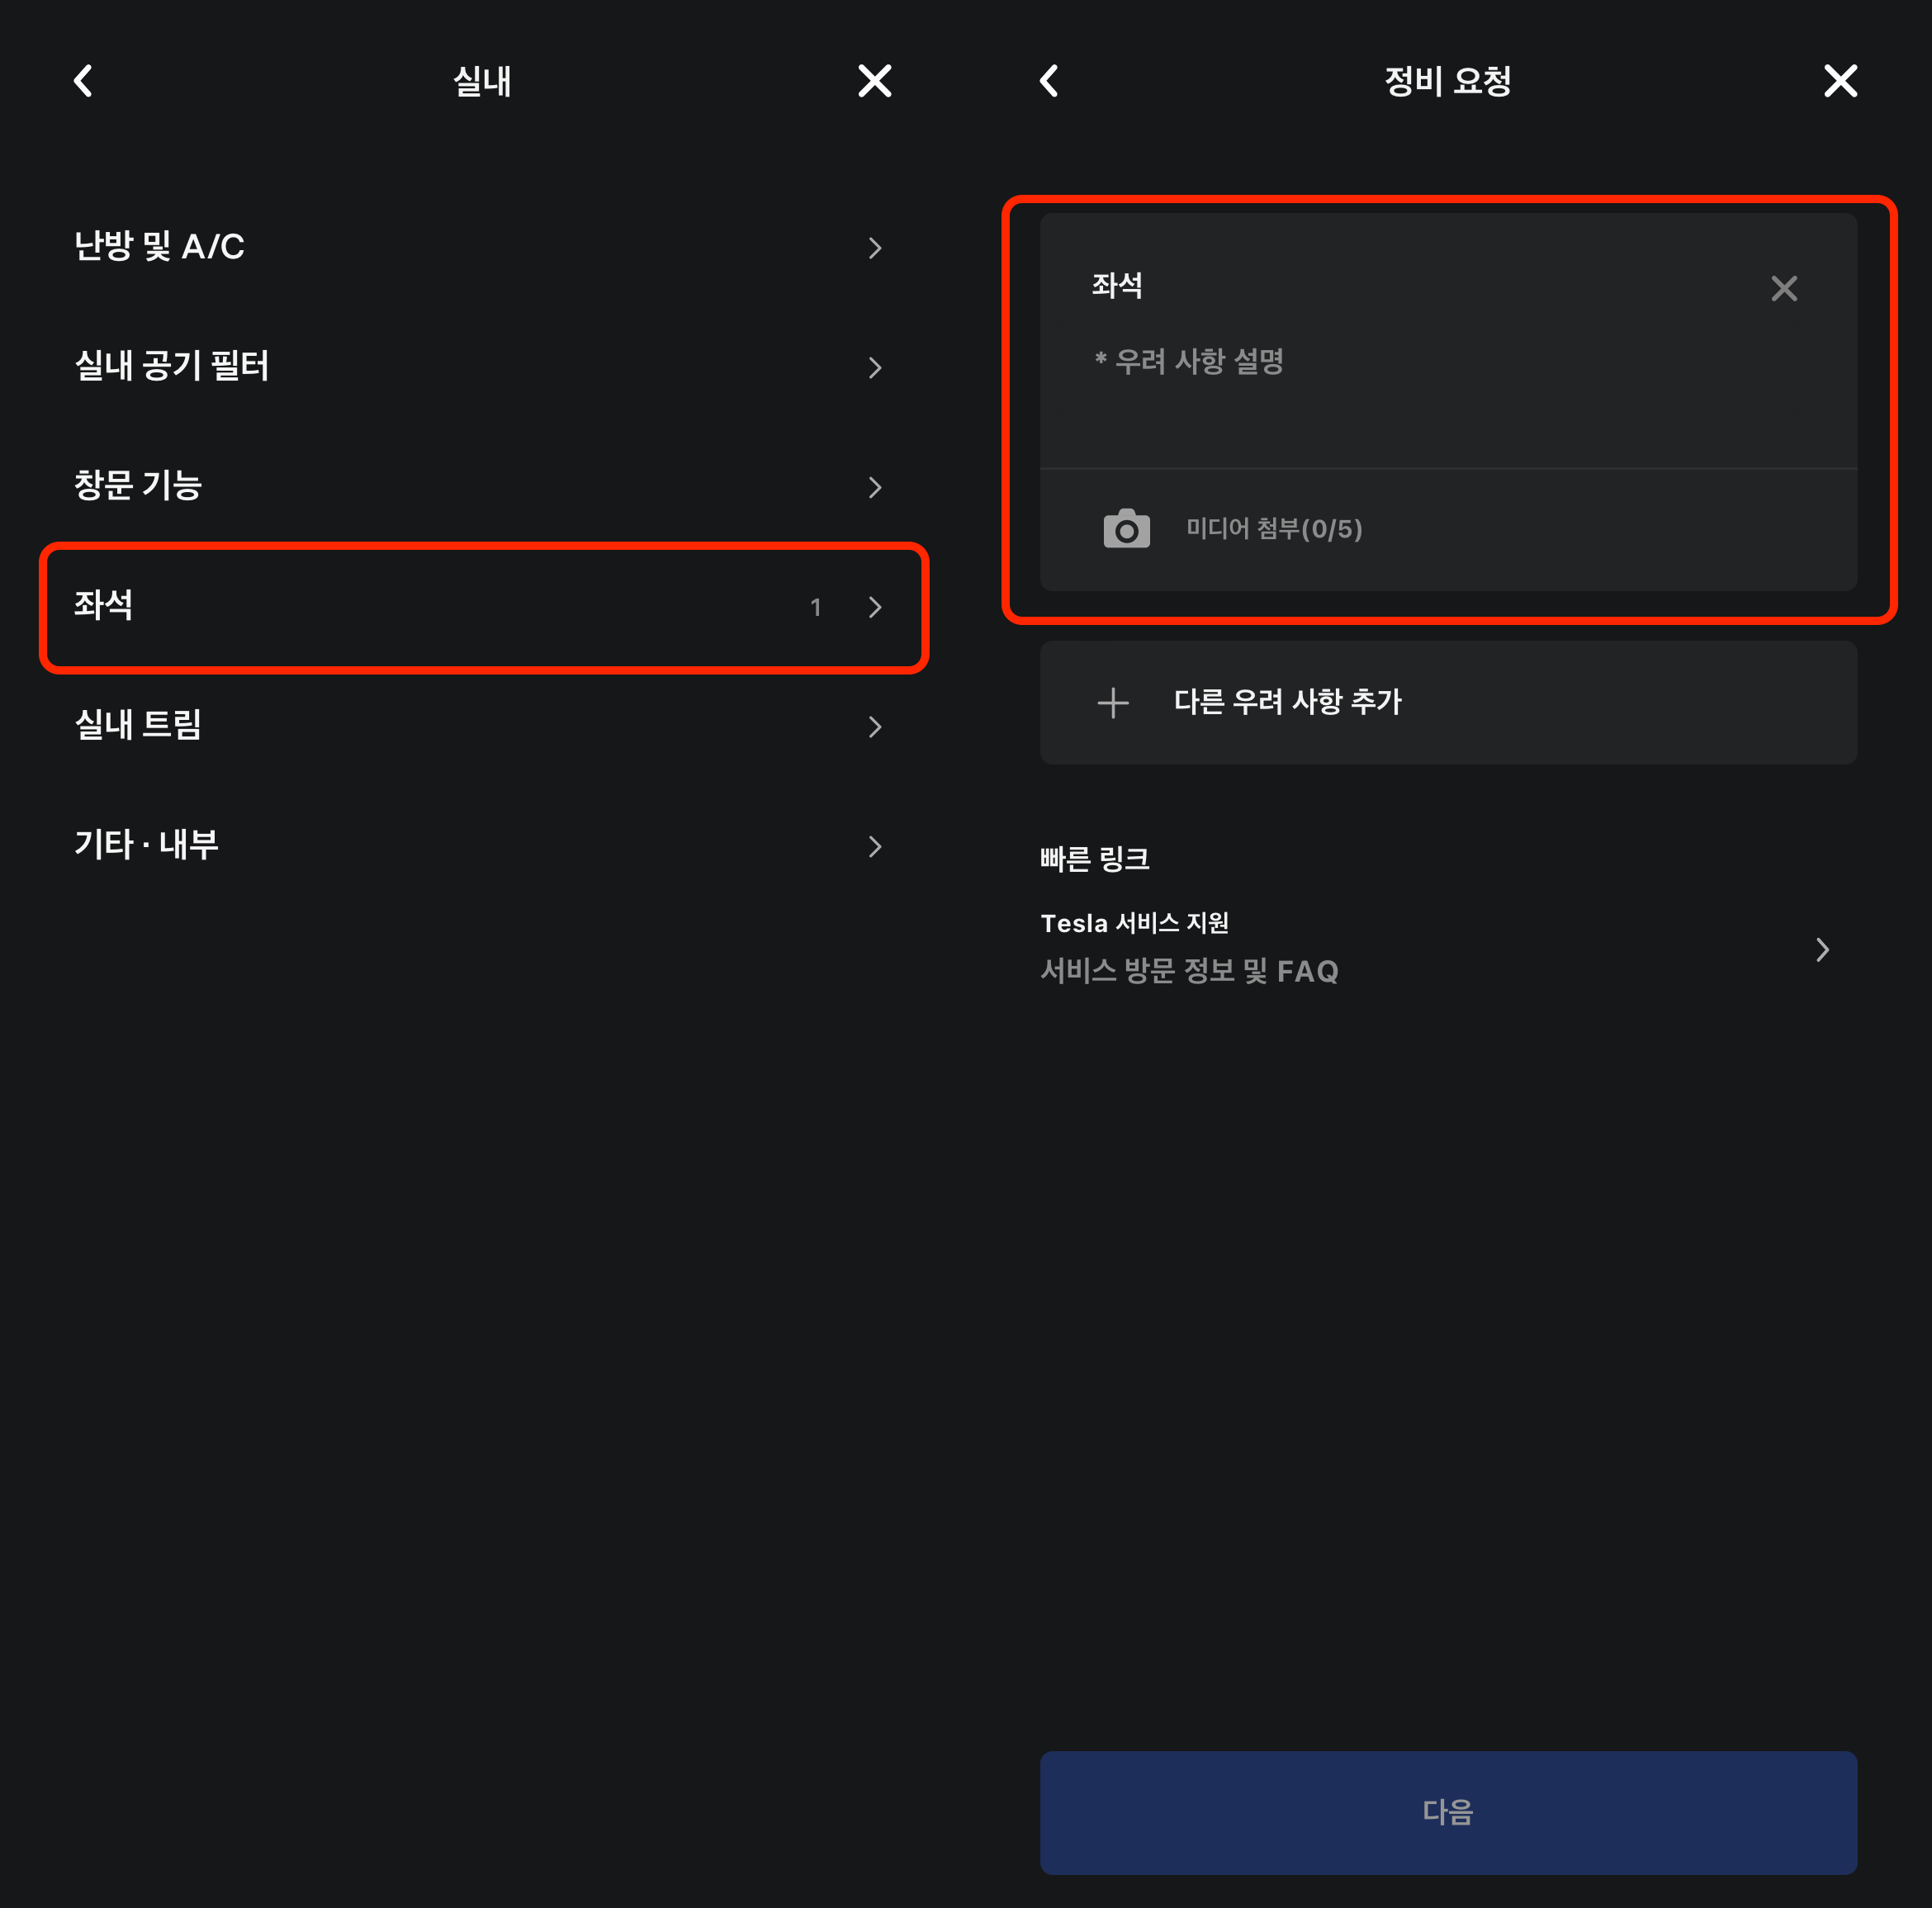 실내
난방 및 A/C
실내 공기 필터
창문 기능
좌석 1
실내 트림
기타 · 내부
정비 요청
좌석
* 우려 사항 설명
미디어 첨부(0/5)
다른 우려 사항 추가
빠른 링크
Tesla 서비스 지원
서비스 방문 정보 및 FAQ
다음